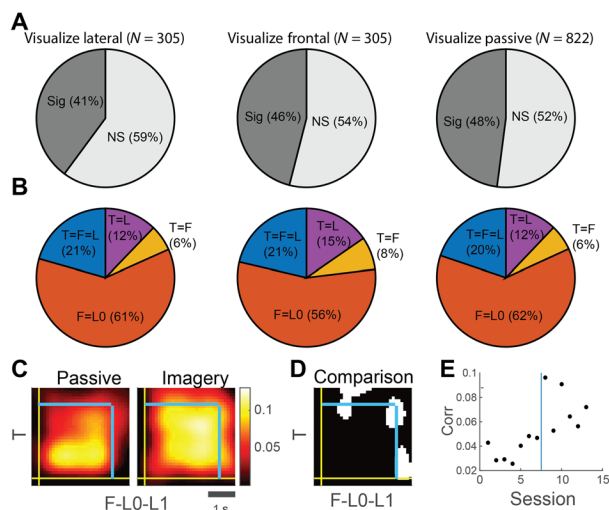 A
Visualize lateral (N = 305)
Visualize frontal (N = 305)
Visualize passive (N = 822)
Sig (41%)
NS (59%)
Sig (46%)
NS (54%)
Sig (48%)
NS (52%)
B
T=F=L
(21%)
T=L
(12%)
T=F
(6%)
F=L0 (61%)
T=F=L
(21%)
T=L
(15%)
T=F
(8%)
F=L0 (56%)
T=F=L
(20%)
T=L
(12%)
T=F
(6%)
F=L0 (62%)
C
Passive
Imagery
T
0.1
0.05
F-L0-L1
1 s
D
Comparison
T
F-L0-L1
E
Corr
0.1
0.08
0.06
0.04
0.02
0 5 10 15
Session